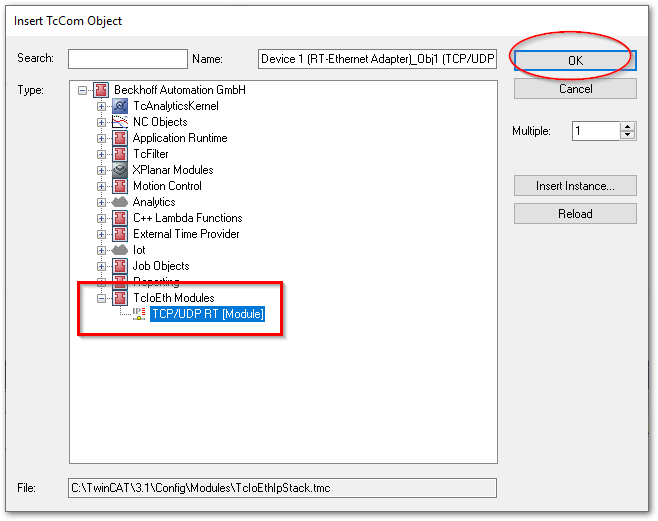 Insert TcCom Object
Search: Name: Device 1 (RT-Ethernet Adapter)_Obj1 (TCP/UDP OK
Type: Beckhoff Automation GmbH Cancel
TcAnalyticsKernel
NC Objects
Application Runtime Multiple: 1
TcFilter
XPlanar Modules
Motion Control Insert Instance...
Analytics
C++ Lambda Functions Reload
External Time Provider
Iot
Job Objects
Reporting
TcIoEth Modules
TCP/UDP RT [Module]
File: C:\TwinCAT\3.1\Config\Modules\TcIoEthIpStack.tmc